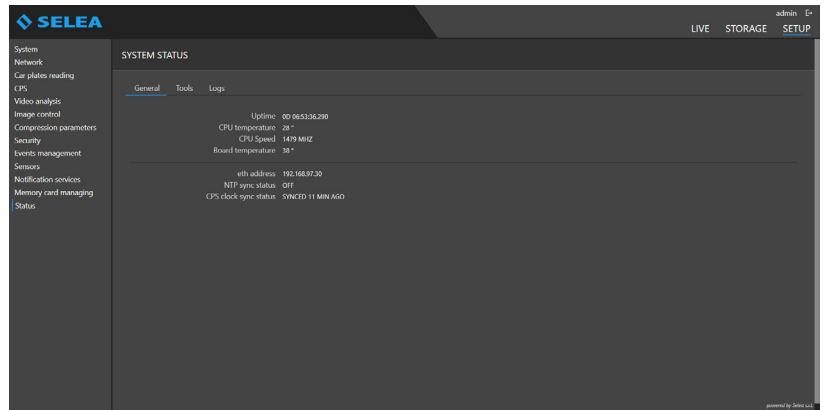 SELEA
admin
LIVE STORAGE SETUP
System
Network
Car plates reading
CPS
Video analysis
Image control
Compression parameters
Security
Events management
Sensors
Notification services
Memory card managing
Status
SYSTEM STATUS
General Tools Logs
Uptime 0D 06:53:36.290
CPU temperature 28 °
CPU Speed 1479 MHZ
Board temperature 38 °
eth address 192.168.97.30
NTP sync status OFF
CPS clock sync status SYNCED 11 MIN AGO
powered by Selea s.r.l.